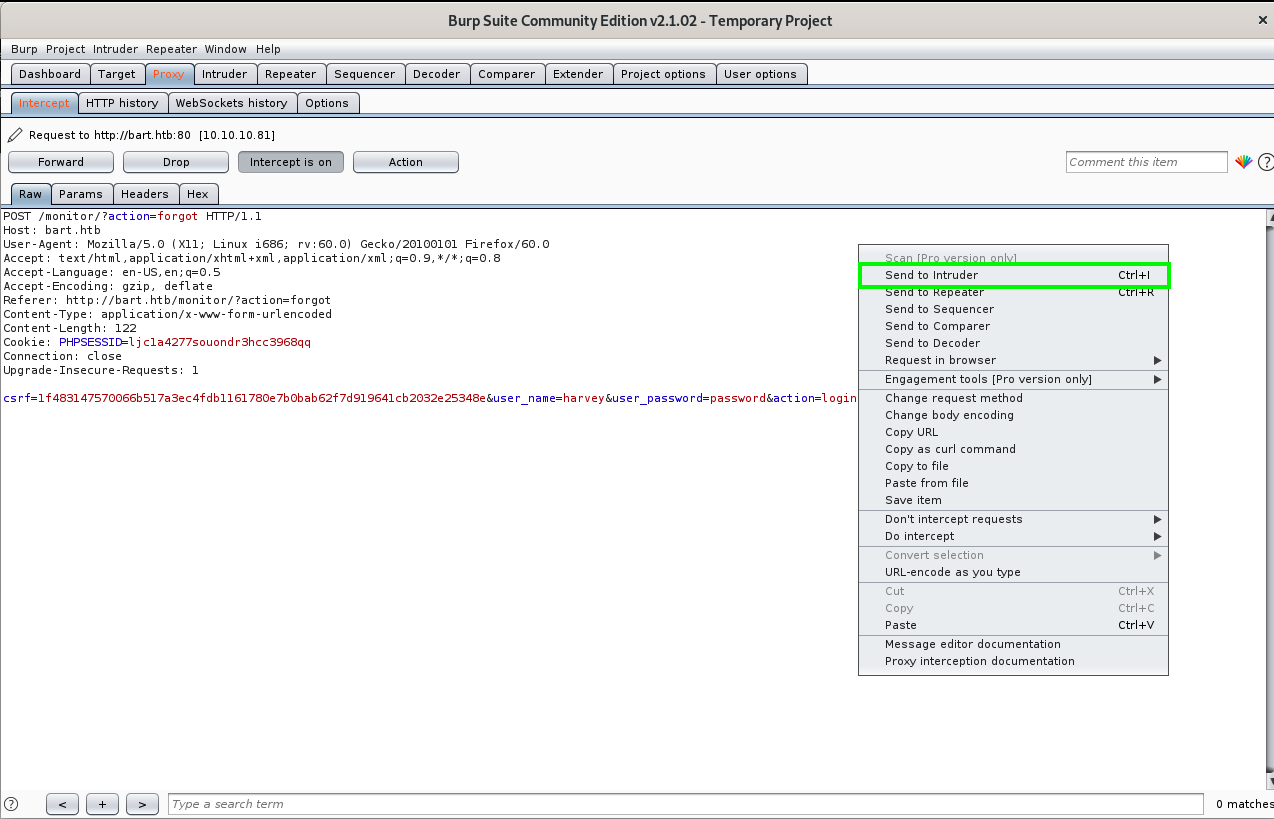 Burp Suite Community Edition v2.1.02 - Temporary Project
Burp Project Intruder Repeater Window Help
Dashboard Target Proxy Intruder Repeater Sequencer Decoder Comparer Extender Project options User options
Intercept HTTP history WebSockets history Options
Request to http://bart.htb:80 [10.10.10.81]
Forward Drop Intercept is on Action Comment this item
Raw Params Headers Hex
POST /monitor/?action=forgot HTTP/1.1
Host: bart.htb
User-Agent: Mozilla/5.0 (X11; Linux i686; rv:60.0) Gecko/20100101 Firefox/60.0
Accept: text/html,application/xhtml+xml,application/xml;q=0.9,*/*;q=0.8
Accept-Language: en-US,en;q=0.5
Accept-Encoding: gzip, deflate
Referer: http://bart.htb/monitor/?action=forgot
Content-Type: application/x-www-form-urlencoded
Content-Length: 122
Cookie: PHPSESSID=ljc1a4277souondr3hcc3968qq
Connection: close
Upgrade-Insecure-Requests: 1
csrf=1f483147570066b517a3ec4fdb1161780e7b0bab62f7d919641cb2032e25348e&user_name=harvey&user_password=password&action=login
Scan [Pro version only]
Send to Intruder Ctrl+I
Send to Repeater Ctrl+R
Send to Sequencer
Send to Comparer
Send to Decoder
Request in browser
Engagement tools [Pro version only]
Change request method
Change body encoding
Copy URL
Copy as curl command
Copy to file
Paste from file
Save item
Don't intercept requests
Do intercept
Convert selection
URL-encode as you type
Cut Ctrl+X
Copy Ctrl+C
Paste Ctrl+V
Message editor documentation
Proxy interception documentation
? < + > Type a search term 0 matches